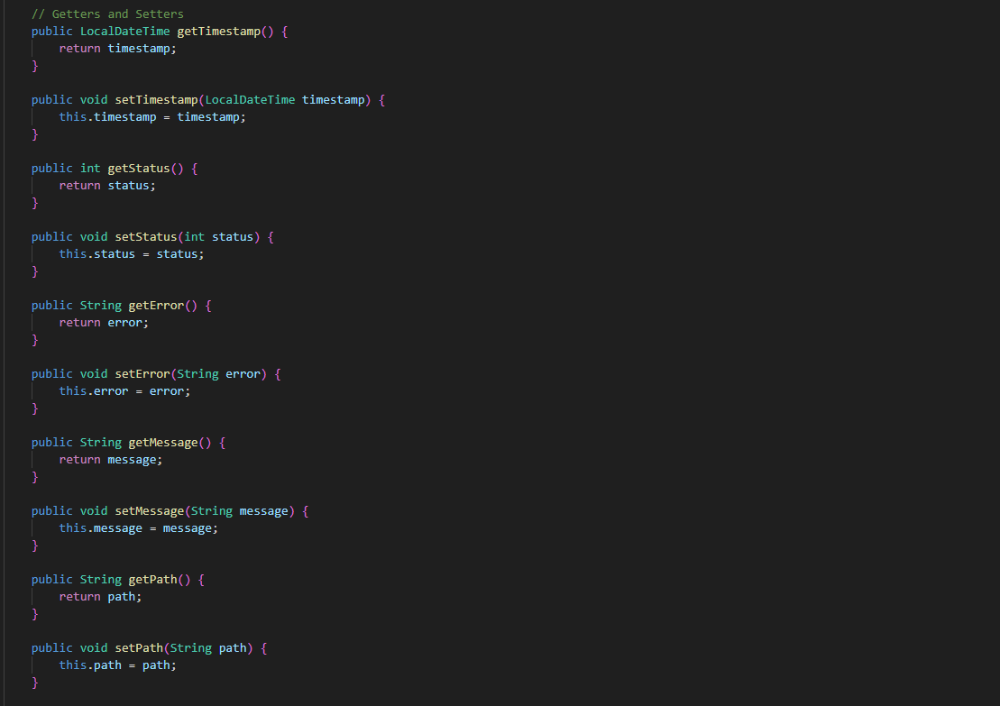 // Getters and Setters
public LocalDateTime getTimestamp() {
return timestamp;
}
public void setTimestamp(LocalDateTime timestamp) {
this.timestamp = timestamp;
}
public int getStatus() {
return status;
}
public void setStatus(int status) {
this.status = status;
}
public String getError() {
return error;
}
public void setError(String error) {
this.error = error;
}
public String getMessage() {
return message;
}
public void setMessage(String message) {
this.message = message;
}
public String getPath() {
return path;
}
public void setPath(String path) {
this.path = path;
}